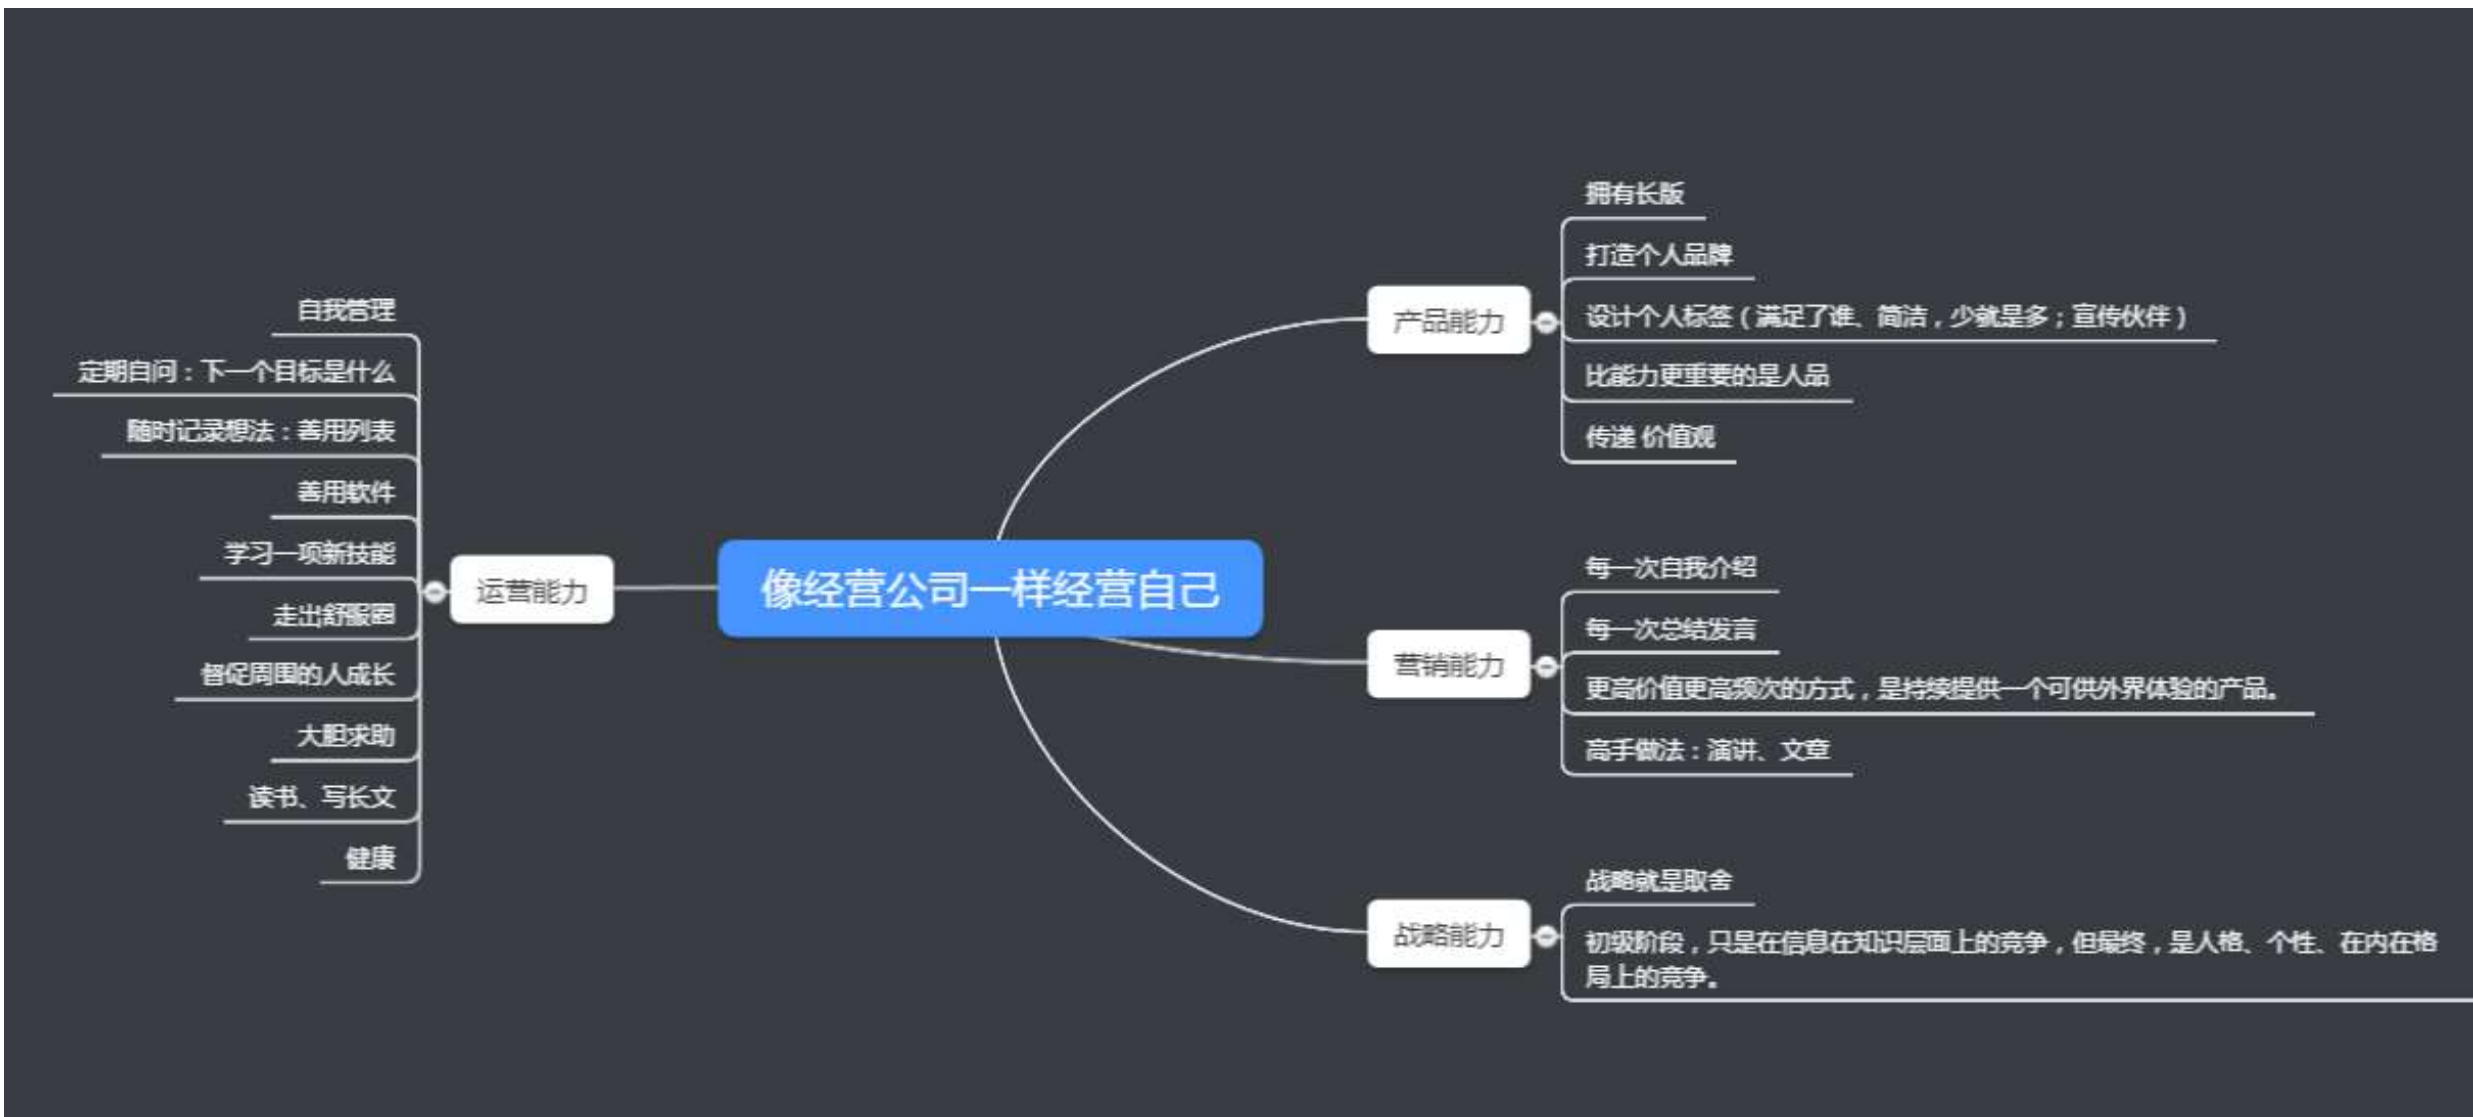 像经营公司一样经营自己
产品能力
拥有长版
打造个人品牌
设计个人标签（满足了谁、简洁，少就是多；宣传伙伴）
比能力更重要的是人品
传递 价值观
营销能力
每一次自我介绍
每一次总结发言
更高价值更高频次的方式，是持续提供一个可供外界体验的产品。
高手做法：演讲、文章
战略能力
战略就是取舍
初级阶段，只是在信息在知识层面上的竞争，但最终，是人格、个性、在内在格
局上的竞争。
运营能力
自我管理
定期自问：下一个目标是什么
随时记录想法：善用列表
善用软件
学习一项新技能
走出舒服圈
督促周围的人成长
大胆求助
读书、写长文
健康